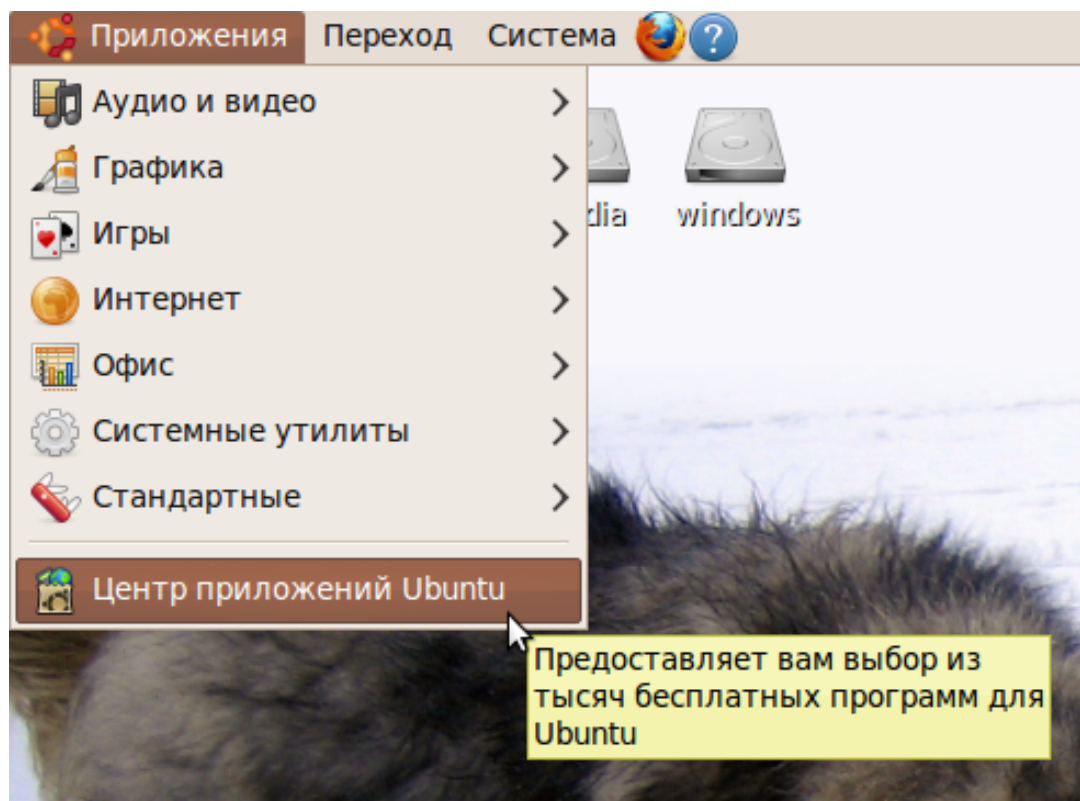 Приложения Переход Система
Аудио и видео
Графика
Игры
Интернет
Офис
Системные утилиты
Стандартные
Центр приложений Ubuntu
dia
windows
Предоставляет вам выбор из
тысяч бесплатных программ для
Ubuntu